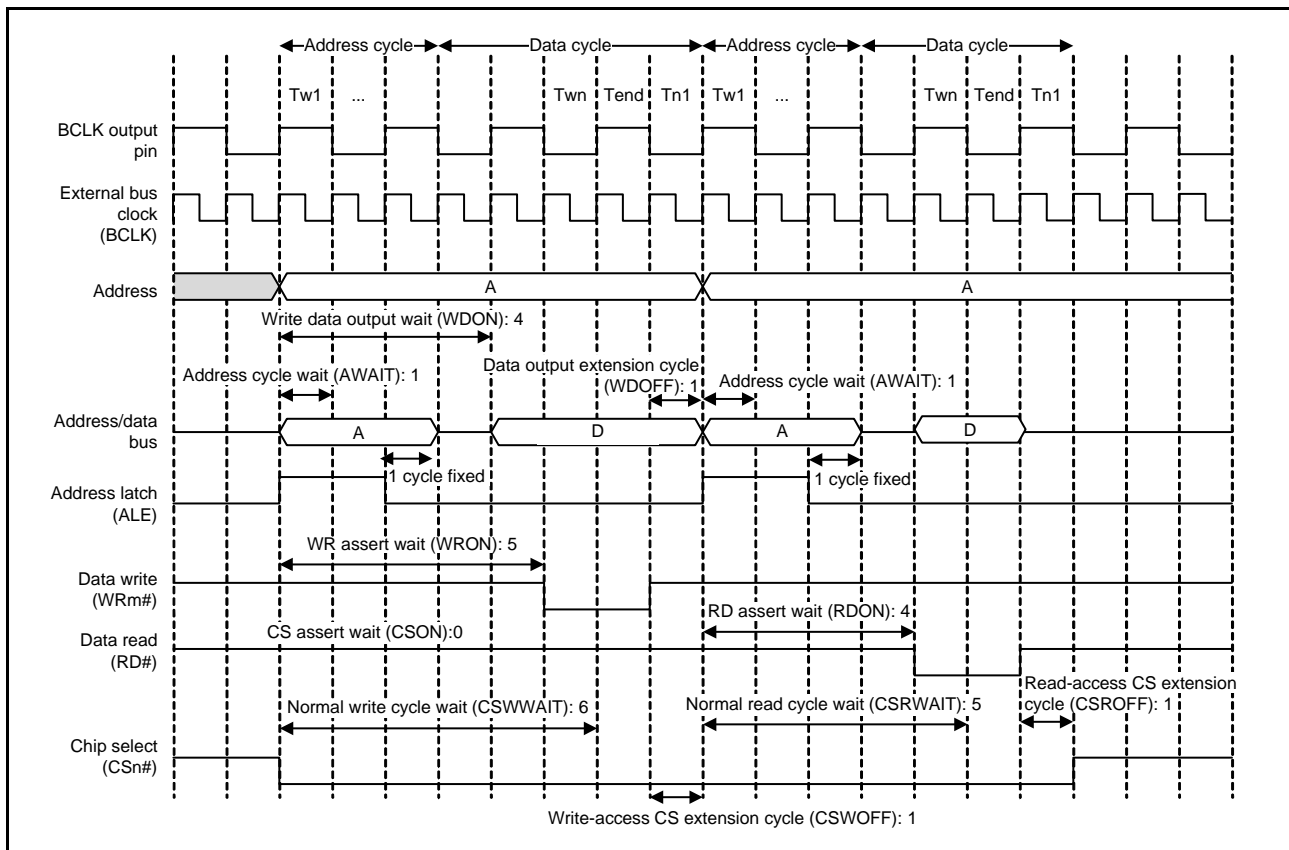 Address cycle Data cycle Address cycle Data cycle
Tw1 ... Twn Tend Tn1 Tw1 ... Twn Tend Tn1
BCLK output
pin
External bus
clock
(BCLK)
Address A A
Write data output wait (WDON): 4
Data output extension cycle
(WDOFF): 1
Address cycle wait (AWAIT): 1
Address cycle wait (AWAIT): 1
Address/data
bus
A D A D
1 cycle fixed
1 cycle fixed
Address latch
(ALE)
WR assert wait (WRON): 5
Data write
(WRm#)
RD assert wait (RDON): 4
CS assert wait (CSON):0
Data read
(RD#)
Read-access CS extension
cycle (CSROFF): 1
Normal write cycle wait (CSWWAIT): 6
Normal read cycle wait (CSRWAIT): 5
Chip select
(CSn#)
Write-access CS extension cycle (CSWOFF): 1